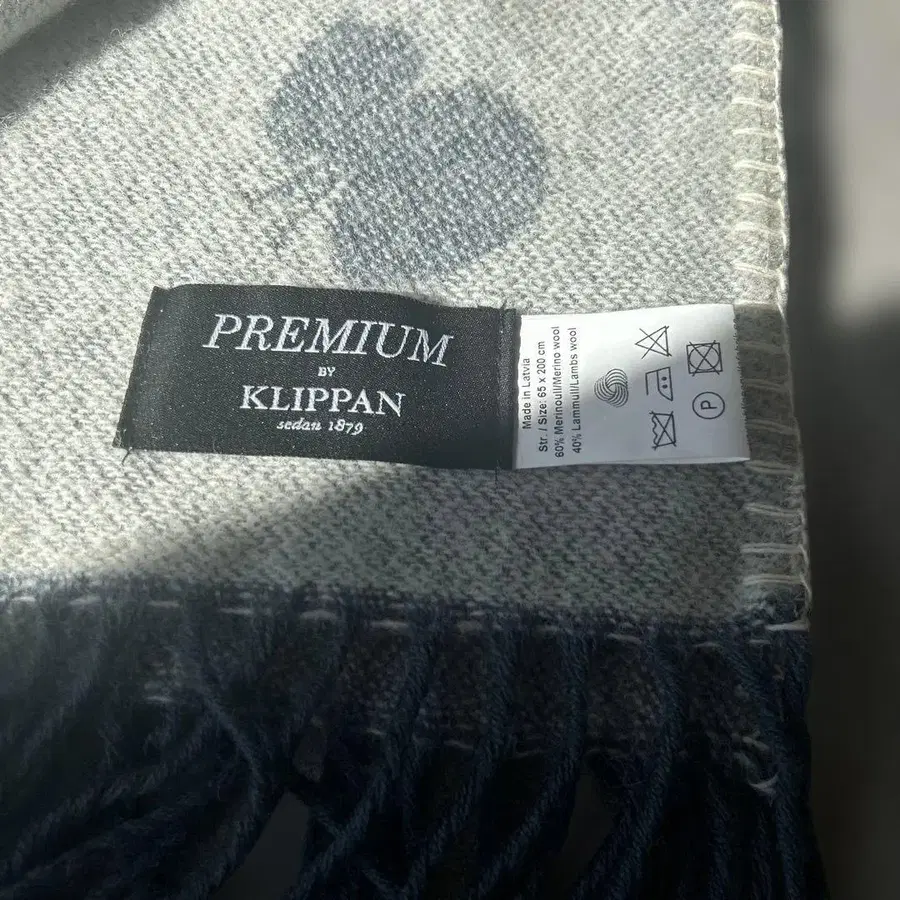 PREMIUM
BY
KLIPPAN
sedan 1879
Made in Latvia
Str / Size: 65 x 200 cm
60% Merinoull/Merino wool
40% Lammull/Lambs wool
P